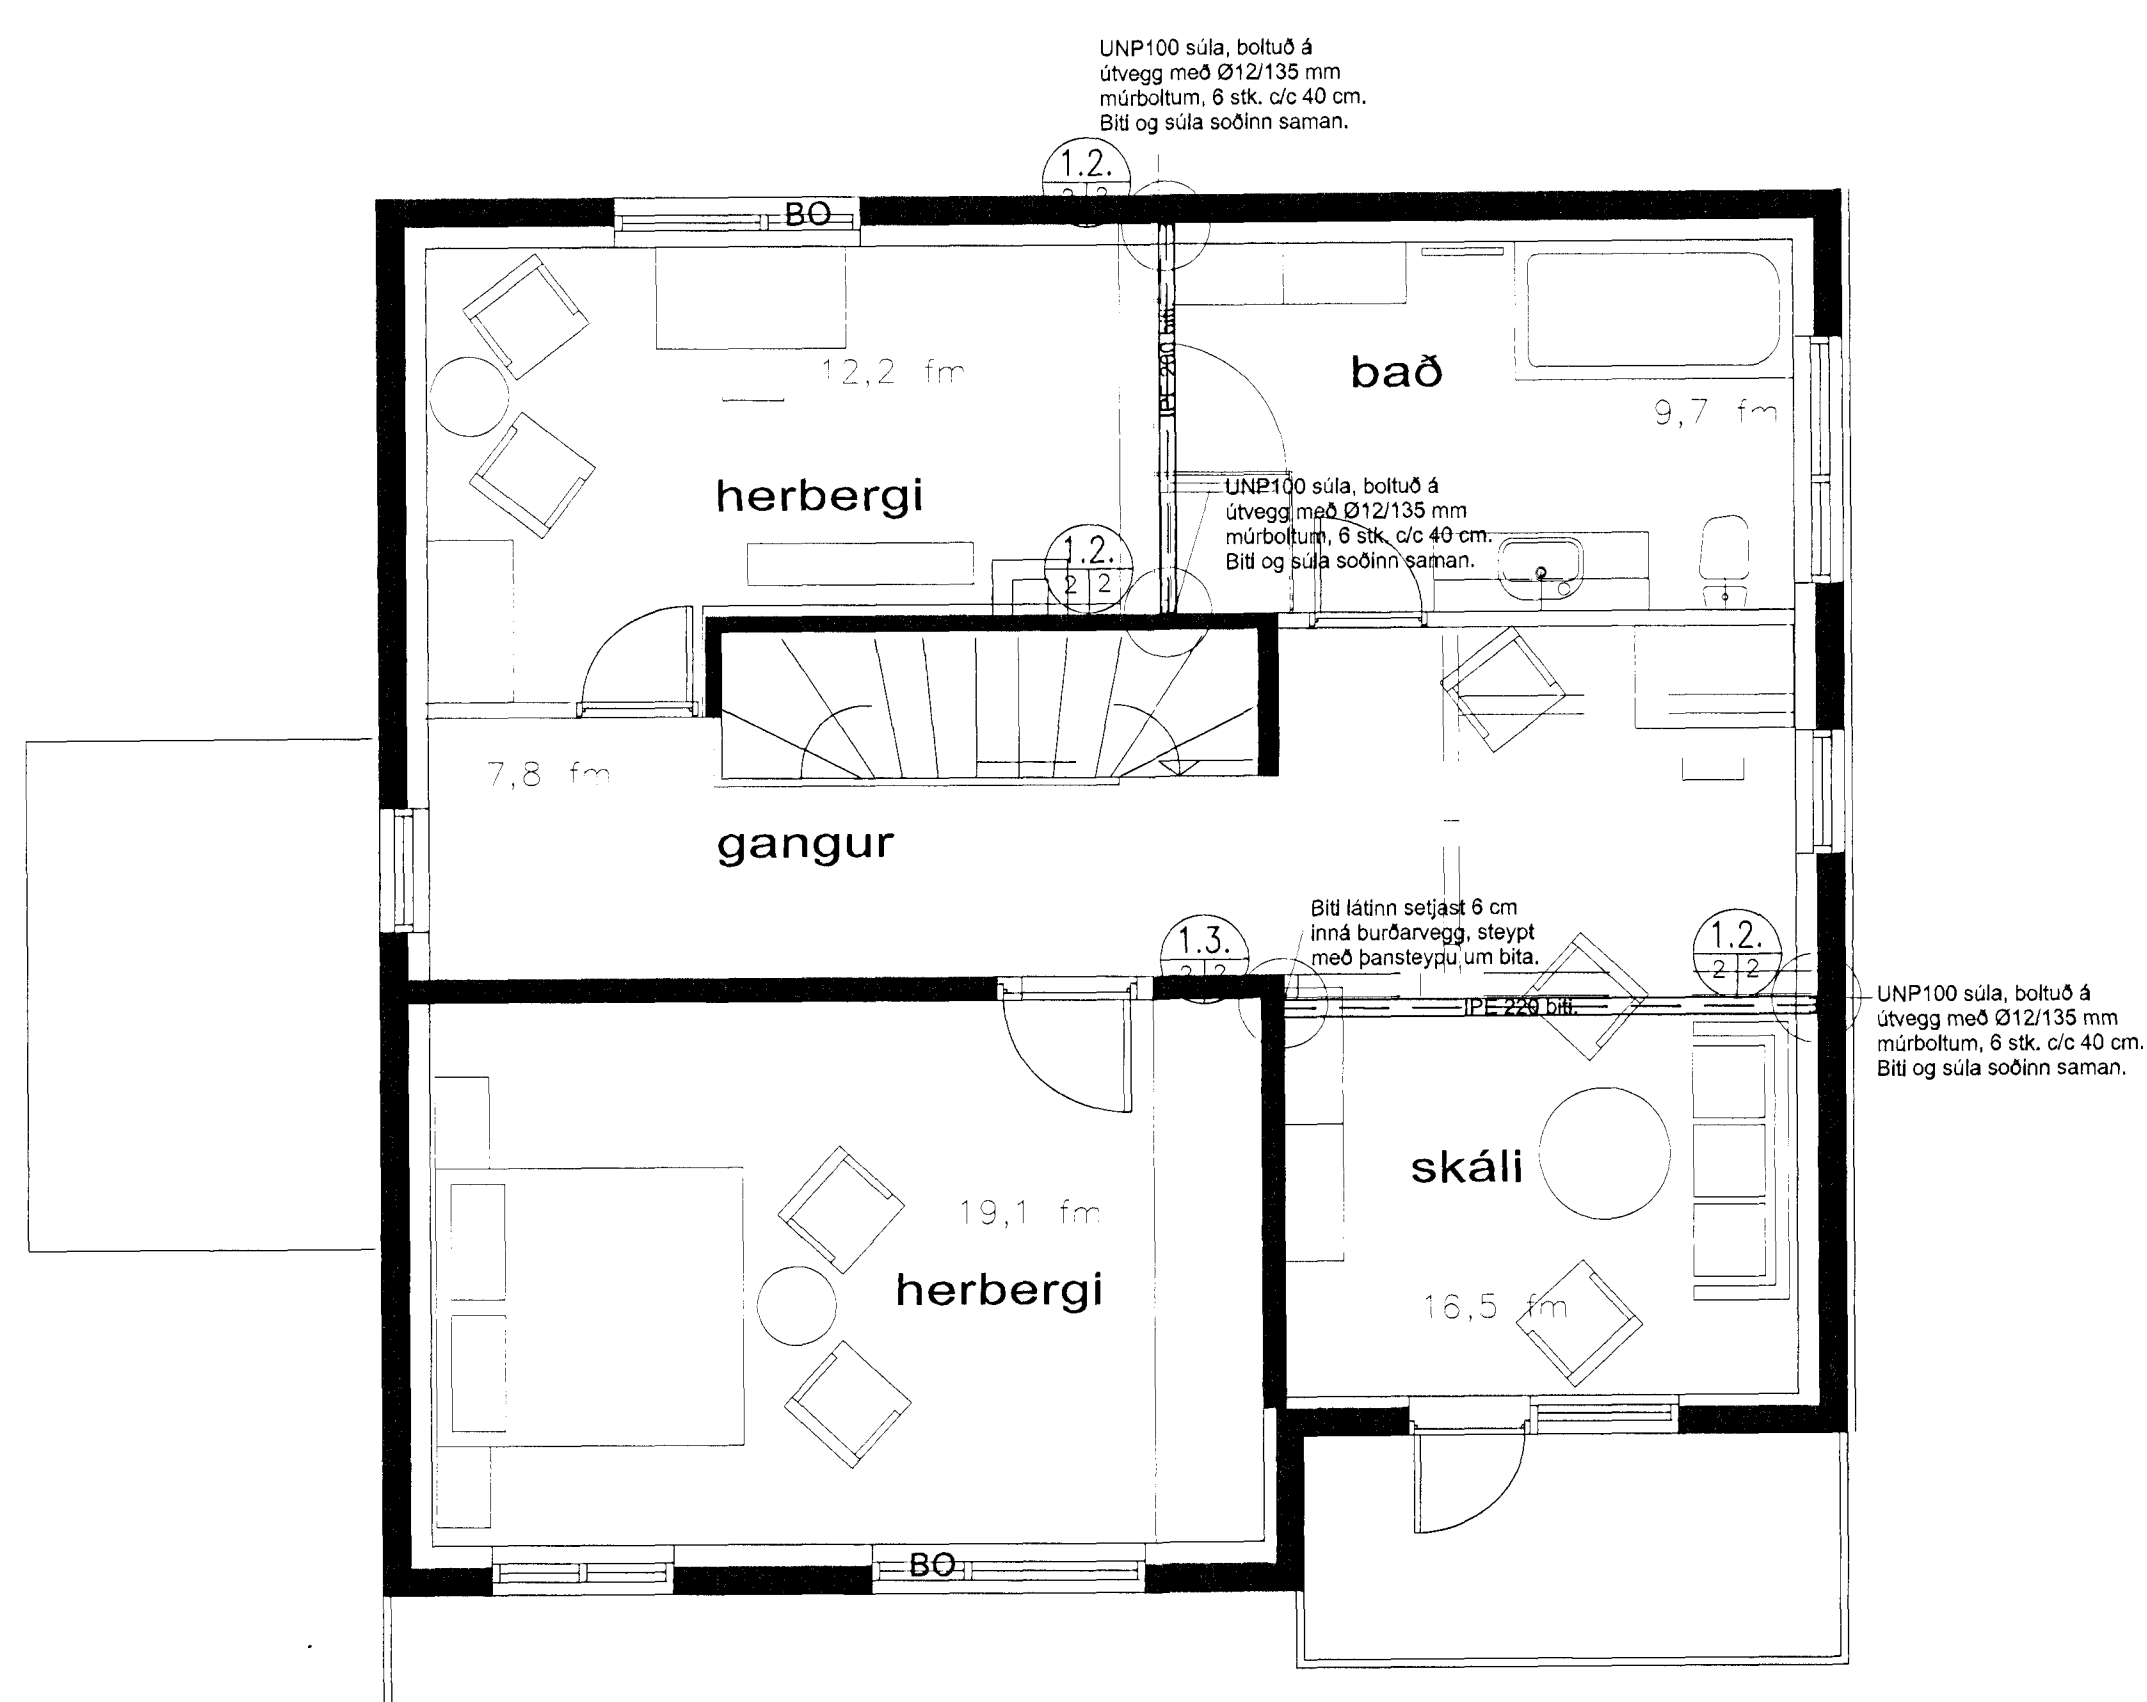 UNP100 súla, boltuð á
útvegg með Ø12/135 mm
múrboltum, 6 stk. c/c 40 cm.
Biti og súla soðinn saman.
1.2.
2 2
BO
12,2 fm
bað
9,7 fm
herbergi
UNP100 súla, boltuð á
útvegg með Ø12/135 mm
múrboltum, 6 stk. c/c 40 cm.
Biti og súla soðinn saman.
1.2.
2 2
7,8 fm
gangur
Biti látinn setjast 6 cm
inná burðarvegg, steypt
með þansteypu um bita.
1.3.
2 2
1.2.
2 2
IPE 220 biti.
UNP100 súla, boltuð á
útvegg með Ø12/135 mm
múrboltum, 6 stk. c/c 40 cm.
Biti og súla soðinn saman.
skáli
19,1 fm
herbergi
16,5 fm
BO